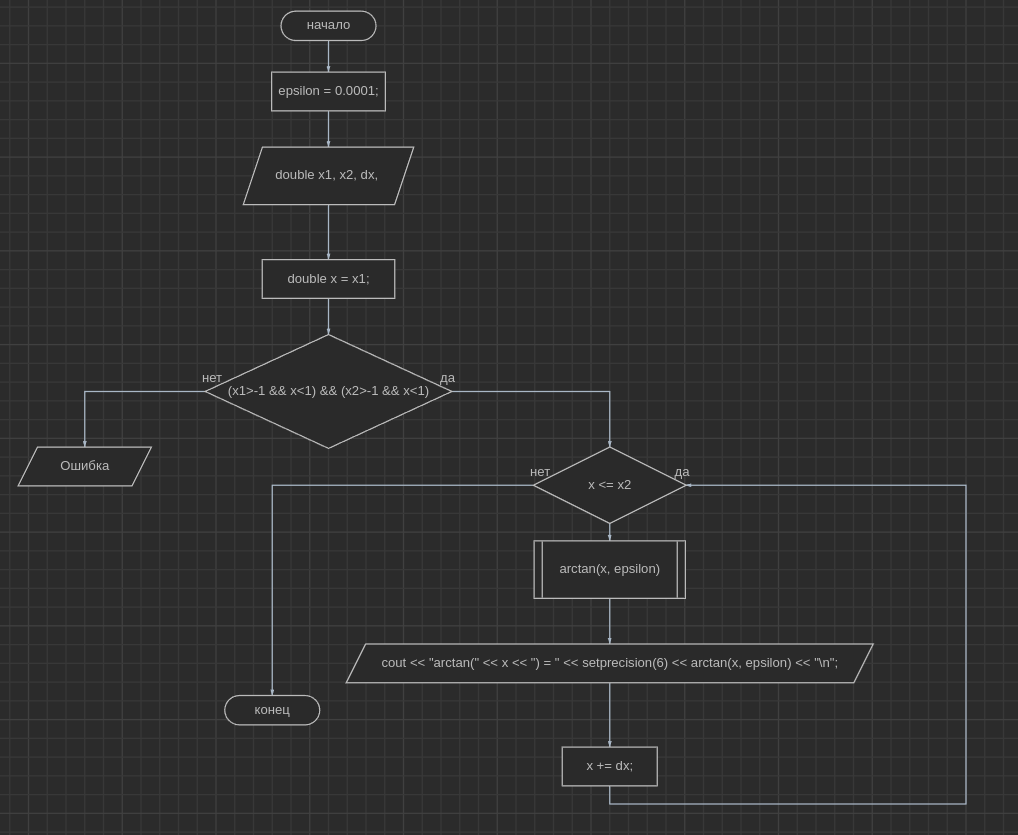 начало
epsilon = 0.0001;
double x1, x2, dx,
double x = x1;
нет
да
(x1>-1 && x<1) && (x2>-1 && x<1)
Ошибка
нет
да
x <= x2
arctan(x, epsilon)
cout << "arctan(" << x << ") = " << setprecision(6) << arctan(x, epsilon) << "\n";
конец
x += dx;